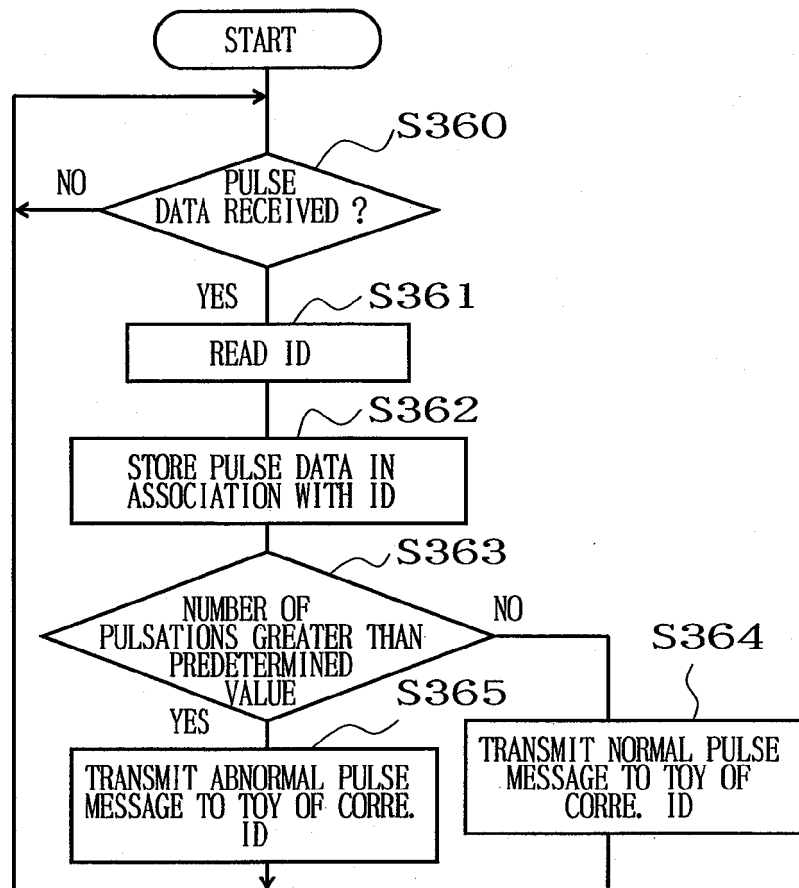 START
S360
NO
PULSE
DATA RECEIVED ?
YES
S361
READ ID
S362
STORE PULSE DATA IN
ASSOCIATION WITH ID
S363
NUMBER OF
PULSATIONS GREATER THAN
PREDETERMINED
VALUE
NO
S364
YES
S365
TRANSMIT ABNORMAL PULSE
MESSAGE TO TOY OF CORRE.
ID
TRANSMIT NORMAL PULSE
MESSAGE TO TOY OF
CORRE. ID